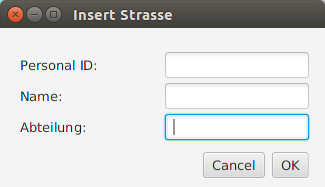 Insert Strasse
Personal ID:
Name:
Abteilung:
Cancel OK